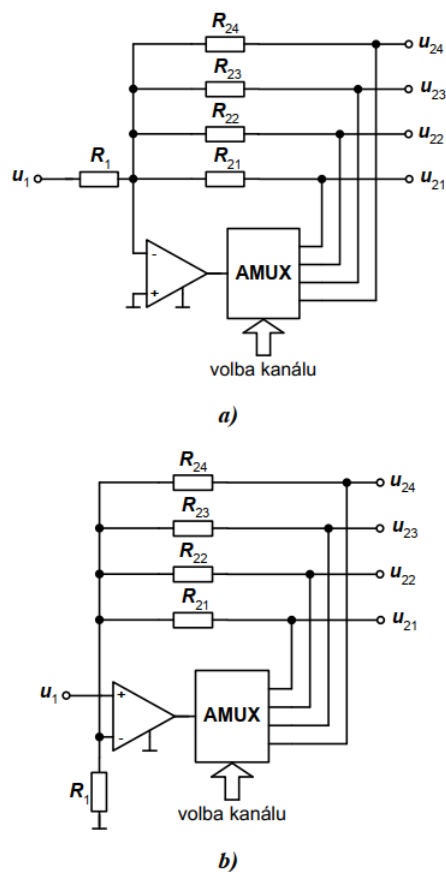 R24
u24
R23
u23
R22
u22
R1
R21
u1
u21
-
+
AMUX
volba kanálu
a)
R24
u24
R23
u23
R22
u22
R21
u21
u1
+
-
AMUX
R1
volba kanálu
b)